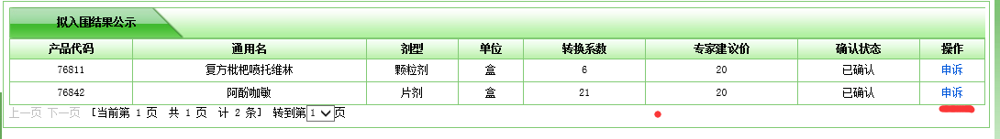 拟入围结果公示
产品代码 通用名 剂型 单位 转换系数 专家建议价 确认状态 操作
76811 复方枇杷喷托维林 颗粒剂 盒 6 20 已确认 申诉
76842 阿酚咖敏 片剂 盒 21 20 已确认 申诉
上一页 下一页 [当前第 1 页 共 1 页 计 2 条] 转到第 1 页